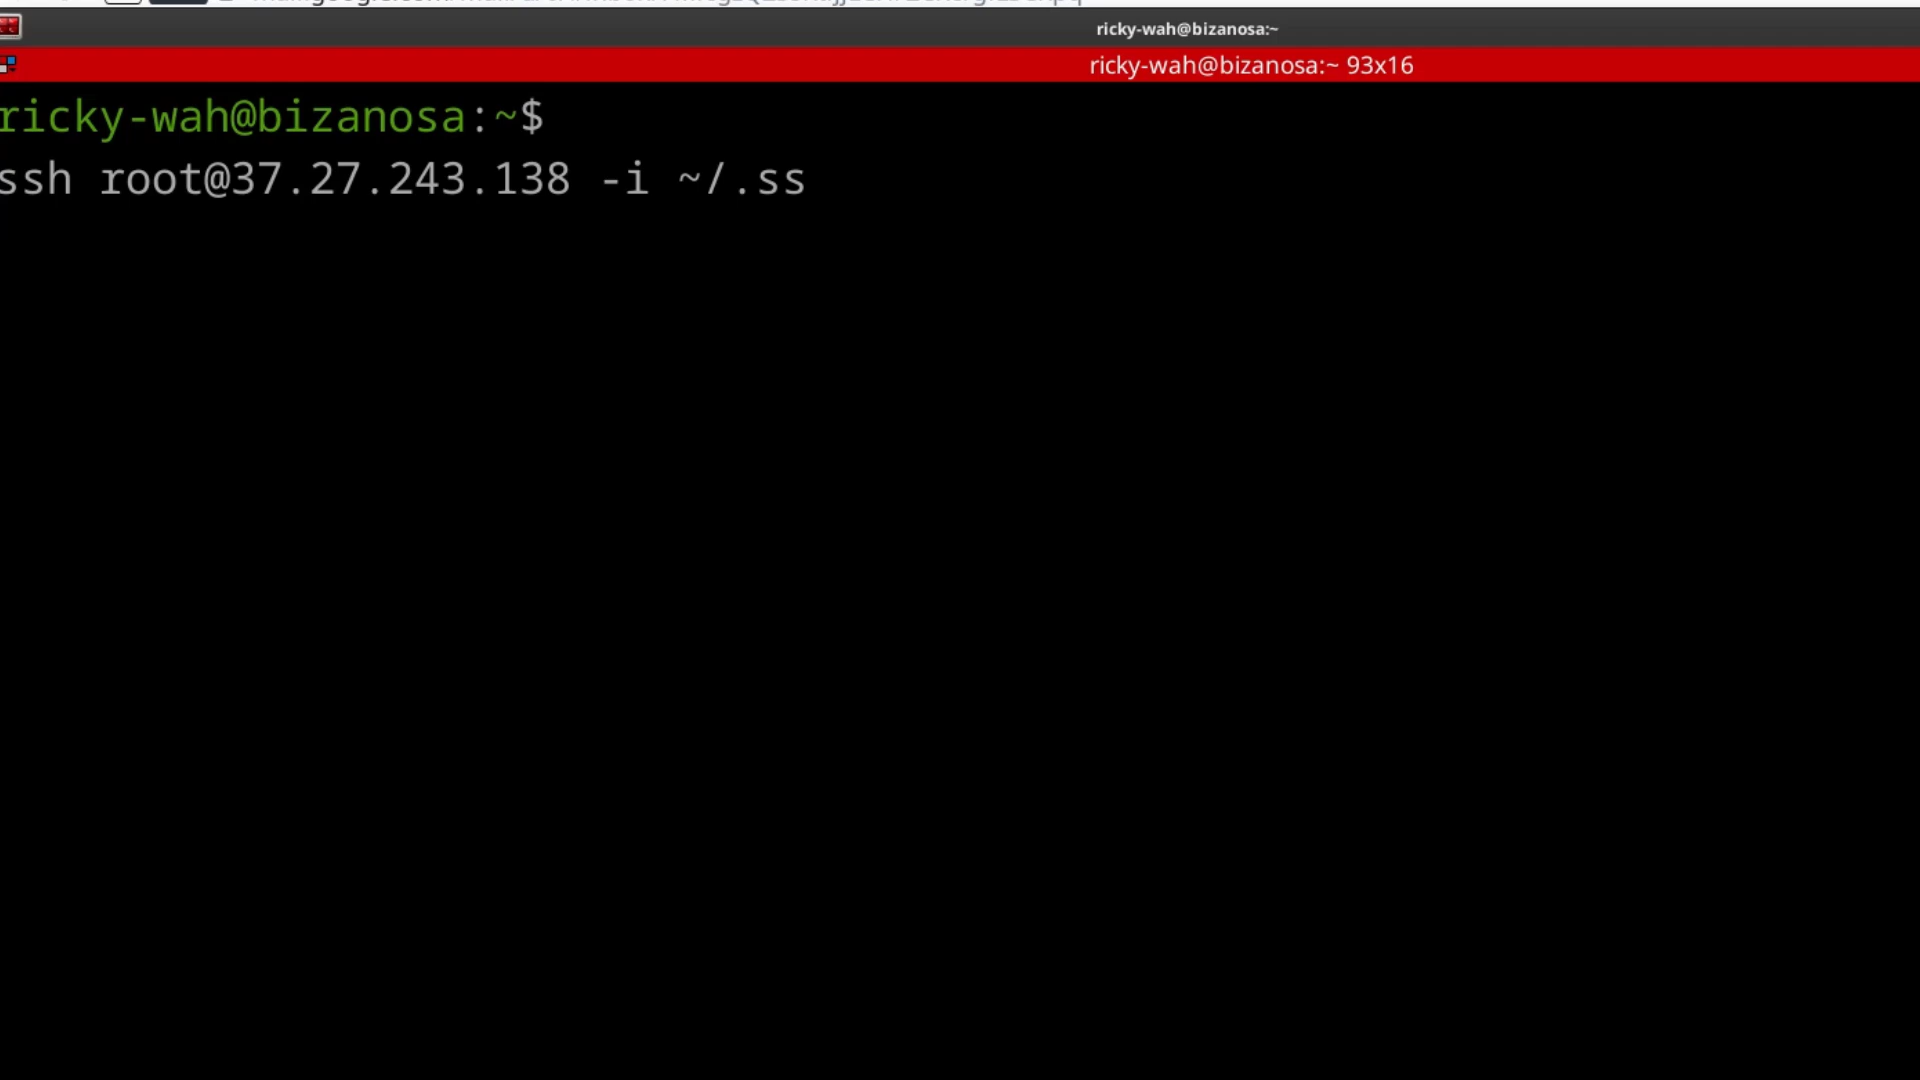 ricky-wah@bizanosa:~
ricky-wah@bizanosa:~ 93x16
ricky-wah@bizanosa:~$
ssh root@37.27.243.138 -i ~/.ss